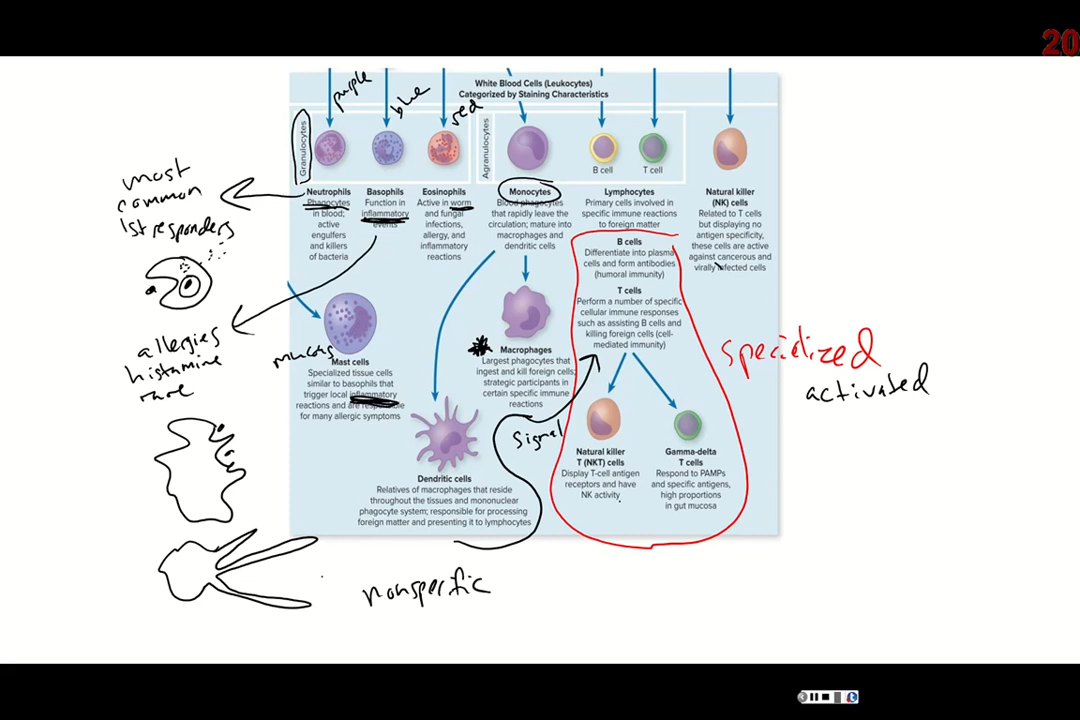 20
White Blood Cells (Leukocytes)
Categorized by Staining Characteristics
purple
blue
red
Granulocytes
Agranulocytes
B cell
T cell
Neutrophils
Phagocytes
in blood;
active
engulfers
and killers
of bacteria
Basophils
Function in
inflammatory
events
Eosinophils
Active in worm
and fungal
infections,
allergy, and
inflammatory
reactions
Monocytes
Blood phagocytes
that rapidly leave the
circulation; mature into
macrophages and
dendritic cells
Lymphocytes
Primary cells involved in
specific immune reactions
to foreign matter
Natural killer
(NK) cells
Related to T cells
but displaying no
antigen specificity,
these cells are active
against cancerous and
virally infected cells
most
common
1st responders
B cells
Differentiate into plasma
cells and form antibodies
(humoral immunity)
T cells
Perform a number of specific
cellular immune responses
such as assisting B cells and
killing foreign cells (cell-
mediated immunity)
allergies
histamine
rare
mucous
Mast cells
Specialized tissue cells
similar to basophils that
trigger local inflammatory
reactions and are responsible
for many allergic symptoms
Macrophages
Largest phagocytes that
ingest and kill foreign cells;
strategic participants in
certain specific immune
reactions
specialized
activated
Signal
Dendritic cells
Relatives of macrophages that reside
throughout the tissues and mononuclear
phagocyte system; responsible for processing
foreign matter and presenting it to lymphocytes
Natural killer
T (NKT) cells
Display T-cell antigen
receptors and have
NK activity
Gamma-delta
T cells
Respond to PAMPs
and specific antigens,
high proportions
in gut mucosa